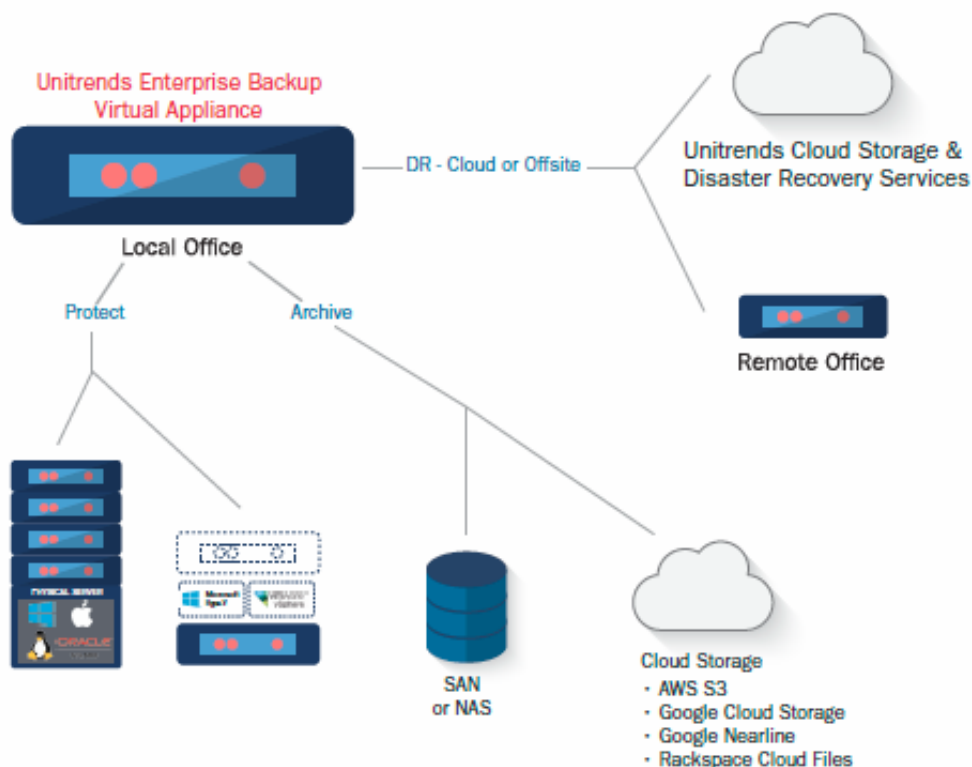 Unitrends Enterprise Backup
Virtual Appliance
DR - Cloud or Offsite
Unitrends Cloud Storage &
Disaster Recovery Services
Local Office
Protect
Archive
Remote Office
PHYSICAL SERVER
Microsoft
ORACLE
SAN
or NAS
Cloud Storage
· AWS S3
· Google Cloud Storage
· Google Nearline
· Rackspace Cloud Files